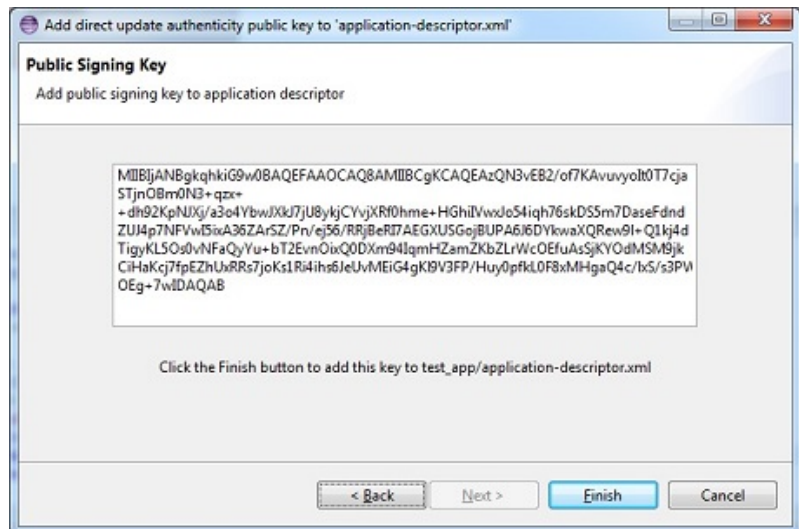 Add direct update authenticity public key to 'application-descriptor.xml'
Public Signing Key
Add public signing key to application descriptor
MIIBIjANBgkqhkiG9w0BAQEFAAOCAQ8AMIIBCgKCAQEAzQN3vEB2/of7KAvuvyoIt0T7cja
STjnOBm0N3+qzx+
+dh92KpNJXj/a3o4YbwJXkJ7jU8ykjCYvjXRf0hme+HGhiIVwxJo54iqh76skDS5m7DaseFdnd
ZUJ4p7NFVwI5ixA36ZArSZ/Pn/ej56/RRjBeRI7AEGXUSGojBUPA6J6DYkwaXQRew9I+Q1kj4d
TigyKL5Os0vNFaQyYu+bT2EvnOixQ0DXm94IqmHZamZKbZLrWcOEfuAsSjKYOdMSM9jk
CiHaKcj7fpEZhUxRRs7joKs1Ri4ihs6JeUvMEiG4gKI9V3FP/Huy0pfkL0F8xMHgaQ4c/IxS/s3PV
OEg+7wIDAQAB
Click the Finish button to add this key to test_app/application-descriptor.xml
< Back Next > Finish Cancel